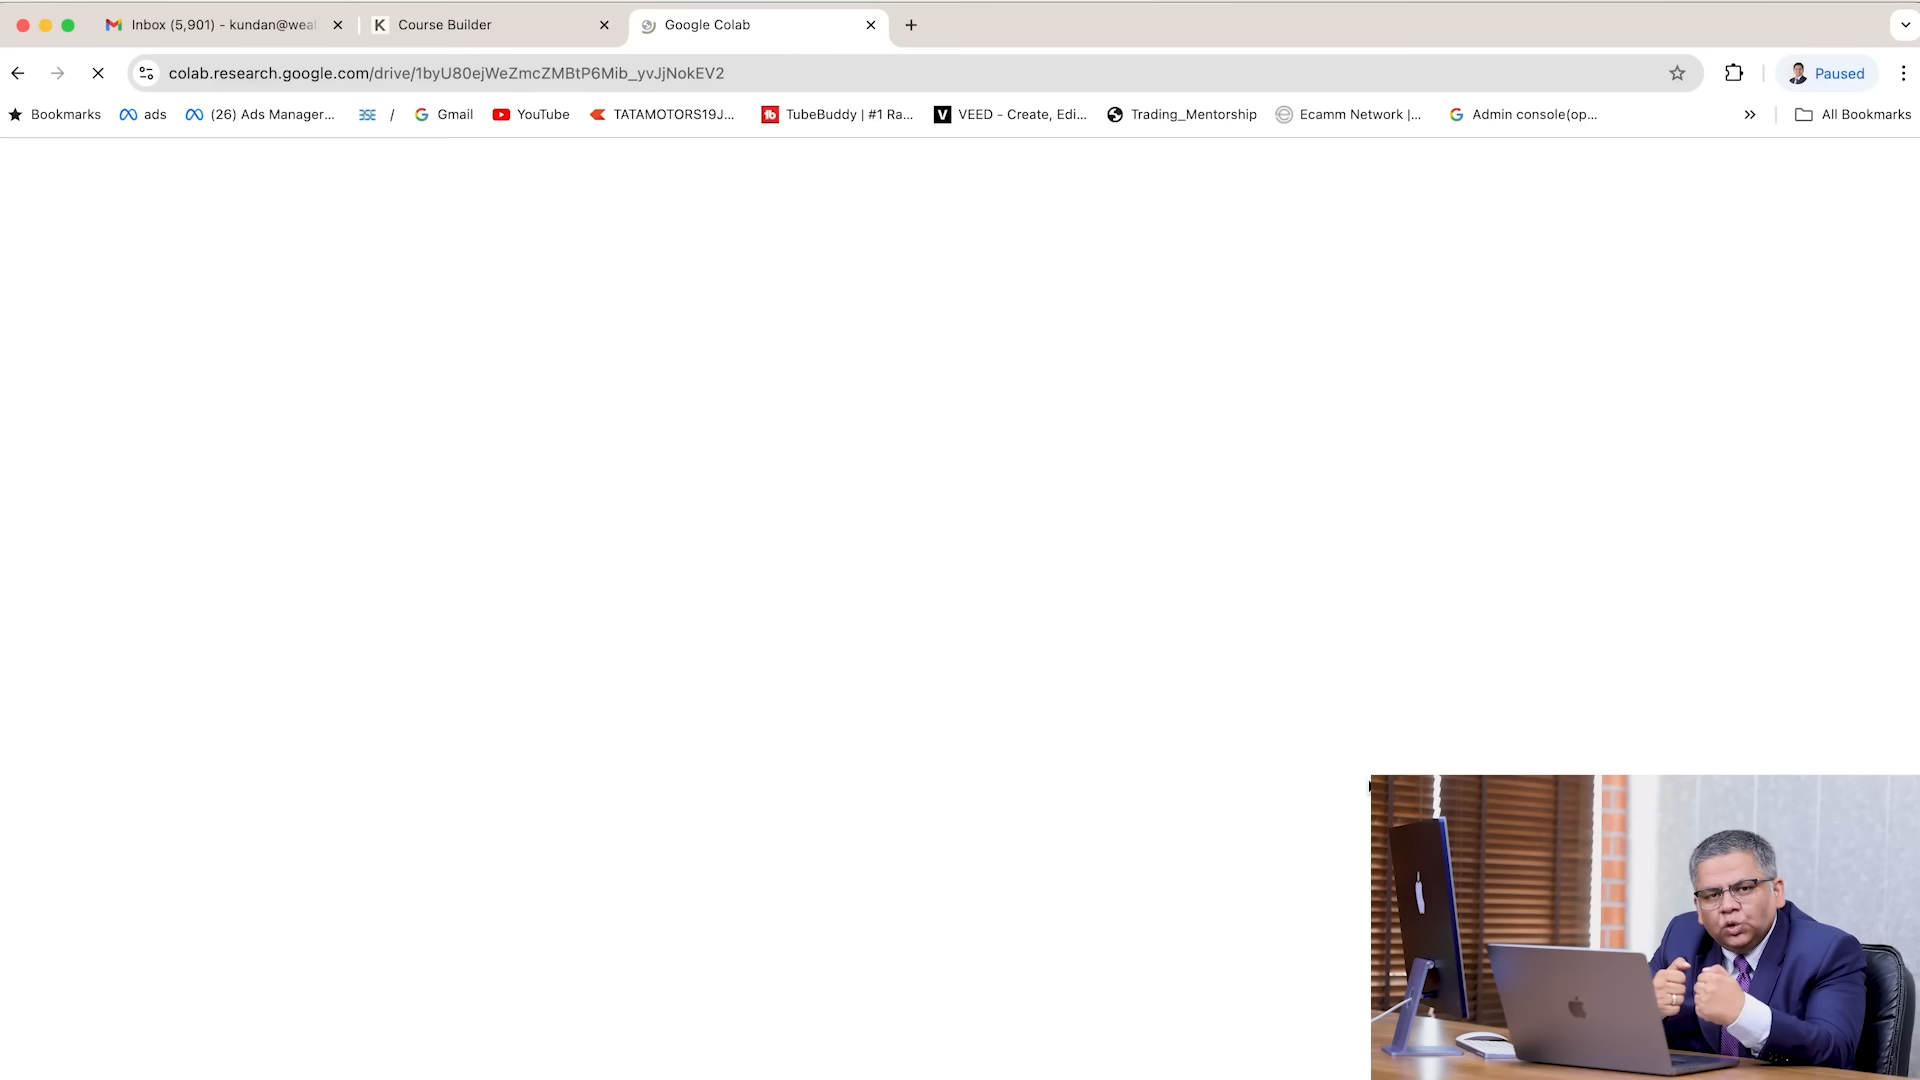 Inbox (5,901) - kundan@weal
K Course Builder
Google Colab
colab.research.google.com/drive/1byU80ejWeZmcZMBtP6Mib_yvJjNokEV2
Paused
Bookmarks
ads
(26) Ads Manager...
/
Gmail
YouTube
TATAMOTORS19J...
tb TubeBuddy | #1 Ra...
V VEED - Create, Edi...
Trading_Mentorship
Ecamm Network |...
Admin console(op...
All Bookmarks